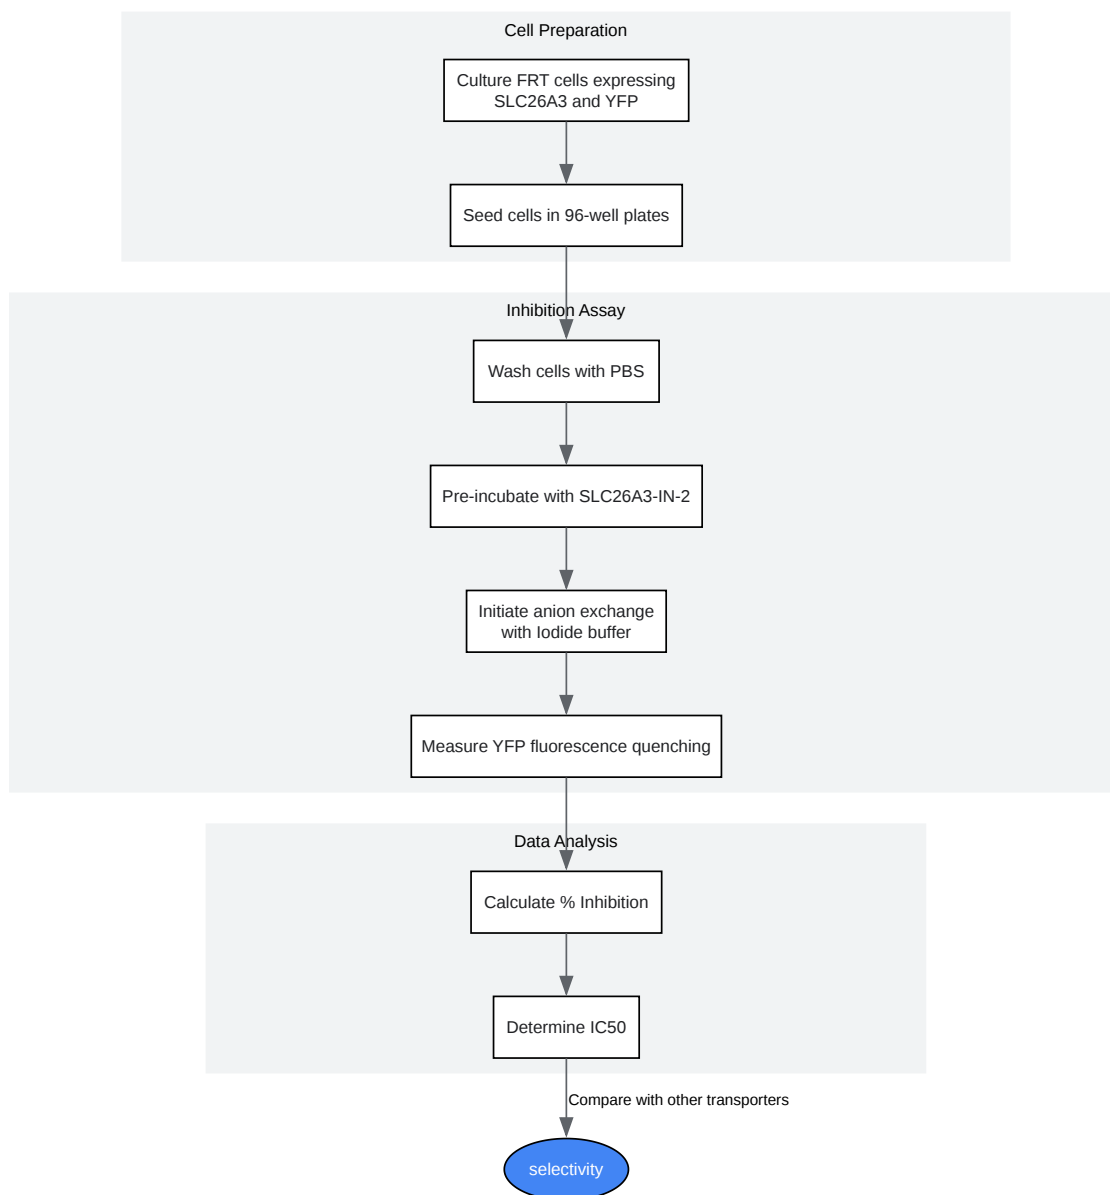 Cell Preparation
Culture FRT cells expressing
SLC26A3 and YFP
Seed cells in 96-well plates
Inhibition Assay
Wash cells with PBS
Pre-incubate with SLC26A3-IN-2
Initiate anion exchange
with Iodide buffer
Measure YFP fluorescence quenching
Data Analysis
Calculate % Inhibition
Determine IC50
Compare with other transporters
selectivity